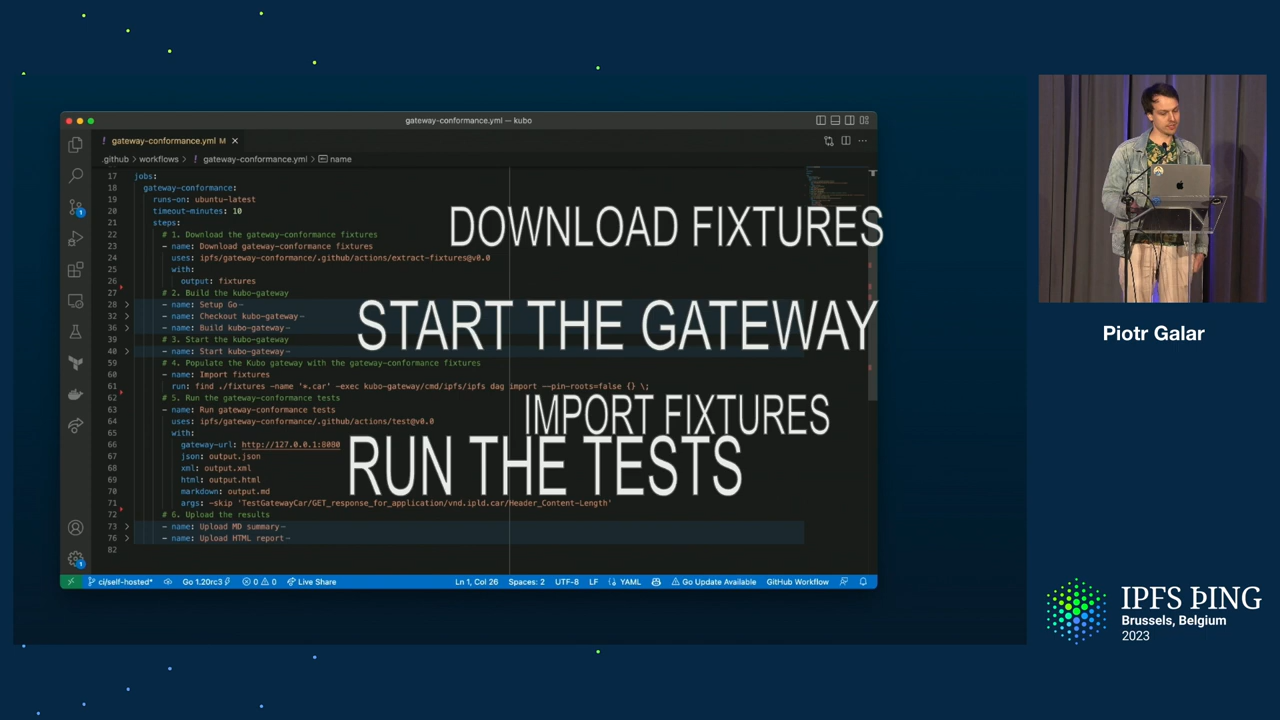 gateway-conformance.yml — kubo
gateway-conformance.yml M ×
.github > workflows > gateway-conformance.yml > name
17 jobs:
18 gateway-conformance:
19 runs-on: ubuntu-latest
20 timeout-minutes: 10
21 steps:
22 # 1. Download the gateway-conformance fixtures
23 - name: Download gateway-conformance fixtures
24 uses: ipfs/gateway-conformance/.github/actions/extract-fixtures@v0.0
25 with:
26 output: fixtures
27 # 2. Build the kubo-gateway
28 - name: Setup Go
32 - name: Checkout kubo-gateway
36 - name: Build kubo-gateway
39 # 3. Start the kubo-gateway
40 - name: Start kubo-gateway
59 # 4. Populate the Kubo gateway with the gateway-conformance fixtures
60 - name: Import fixtures
61 run: find ./fixtures -name '*.car' -exec kubo-gateway/cmd/ipfs/ipfs dag import --pin-roots=false {} \;
62 # 5. Run the gateway-conformance tests
63 - name: Run gateway-conformance tests
64 uses: ipfs/gateway-conformance/.github/actions/test@v0.0
65 with:
66 gateway-url: http://127.0.0.1:8080
67 json: output.json
68 xml: output.xml
69 html: output.html
70 markdown: output.md
71 args: -skip 'TestGatewayCar/GET_response_for_application/vnd.ipld.car/Header_Content-Length'
72 # 6. Upload the results
73 - name: Upload MD summary
76 - name: Upload HTML report
82
DOWNLOAD FIXTURES
START THE GATEWAY
IMPORT FIXTURES
RUN THE TESTS
ci/self-hosted* Go 1.20rc3 0 0 Live Share Ln 1, Col 26 Spaces: 2 UTF-8 LF YAML Go Update Available GitHub Workflow
Piotr Galar
IPFS ÞING
Brussels, Belgium
2023